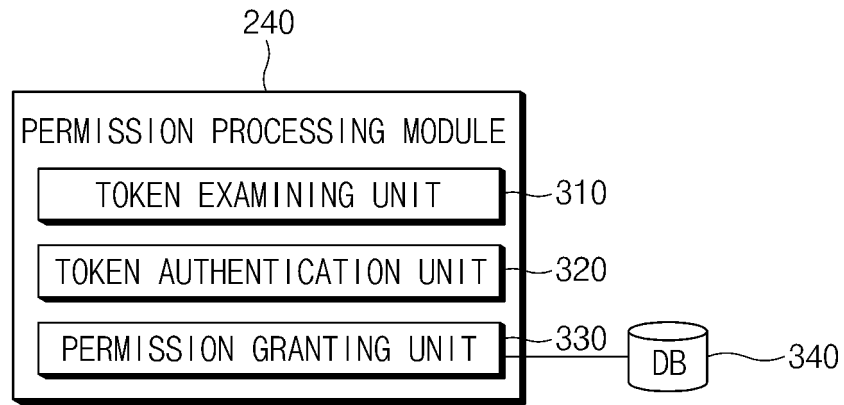 240
PERMISSION PROCESSING MODULE
TOKEN EXAMINING UNIT
310
TOKEN AUTHENTICATION UNIT
320
PERMISSION GRANTING UNIT
330
DB
340